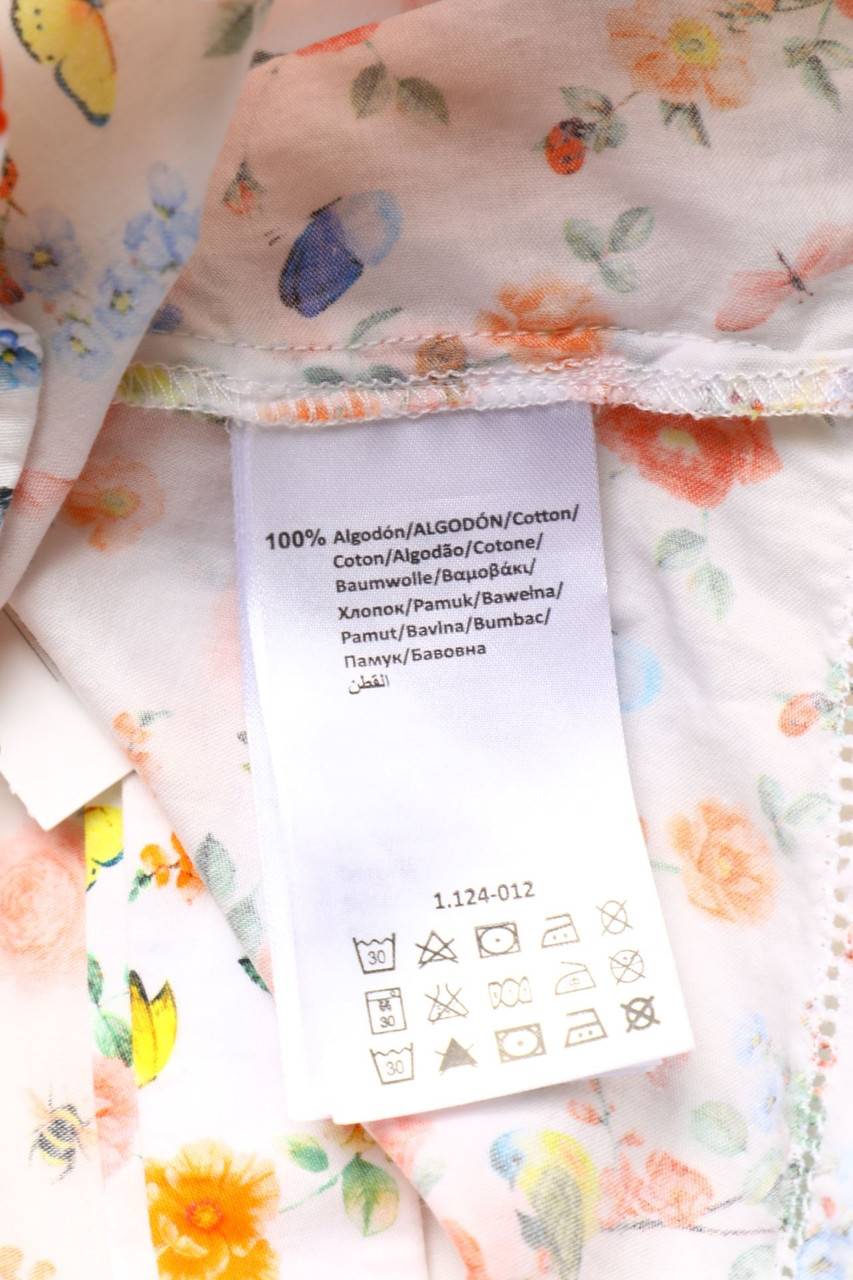 100% Algodón/ALGODÓN/Cotton/
Coton/Algodão/Cotone/
Baumwolle/Βαμοβάκι/
Хлопок/Pamuk/Bawełna/
Pamut/Bavlna/Bumbac/
Памук/Бавовна
القطن
1.124-012
30
30
30